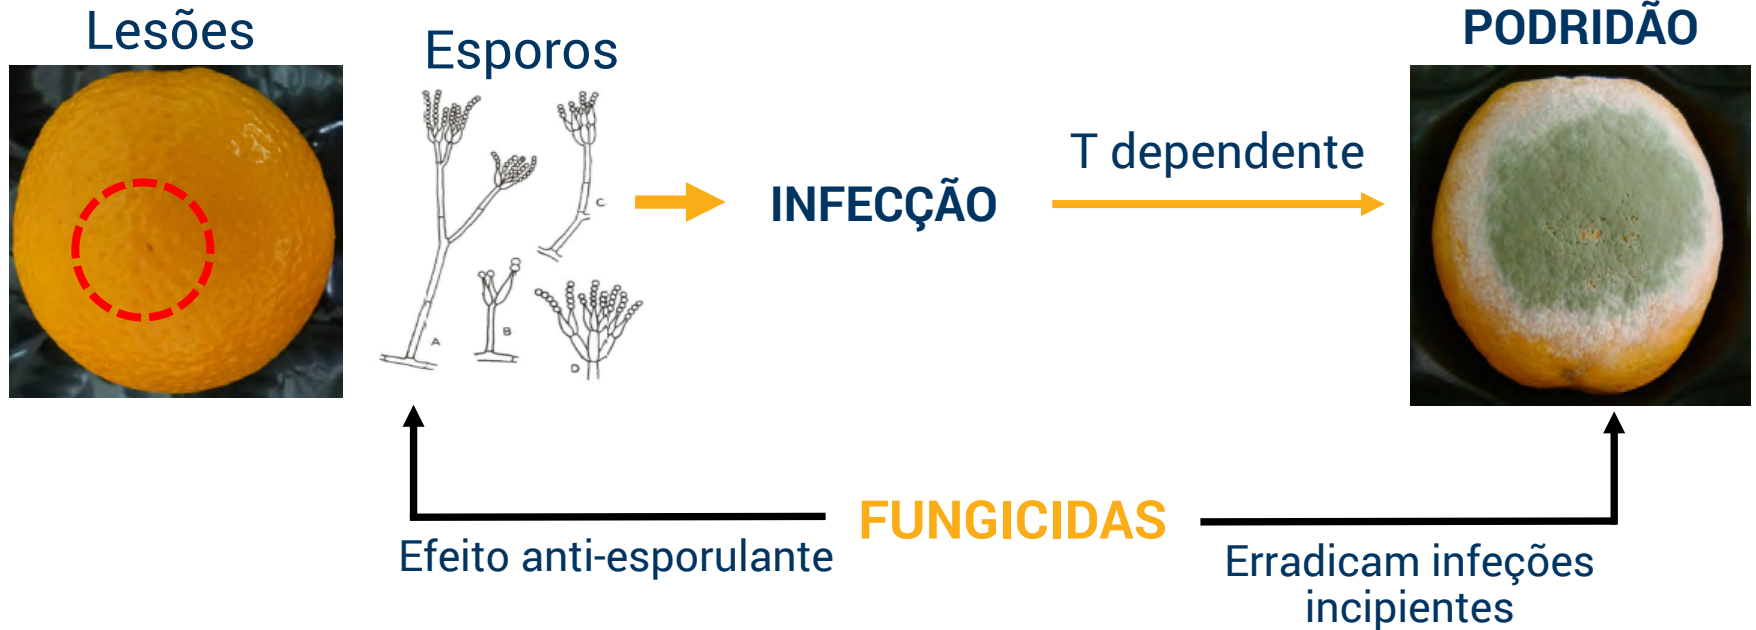 Lesões
Esporos
PODRIDÃO
T dependente
INFECÇÃO
A
B
C
D
FUNGICIDAS
Efeito anti-esporulante
Erradicam infeções
incipientes